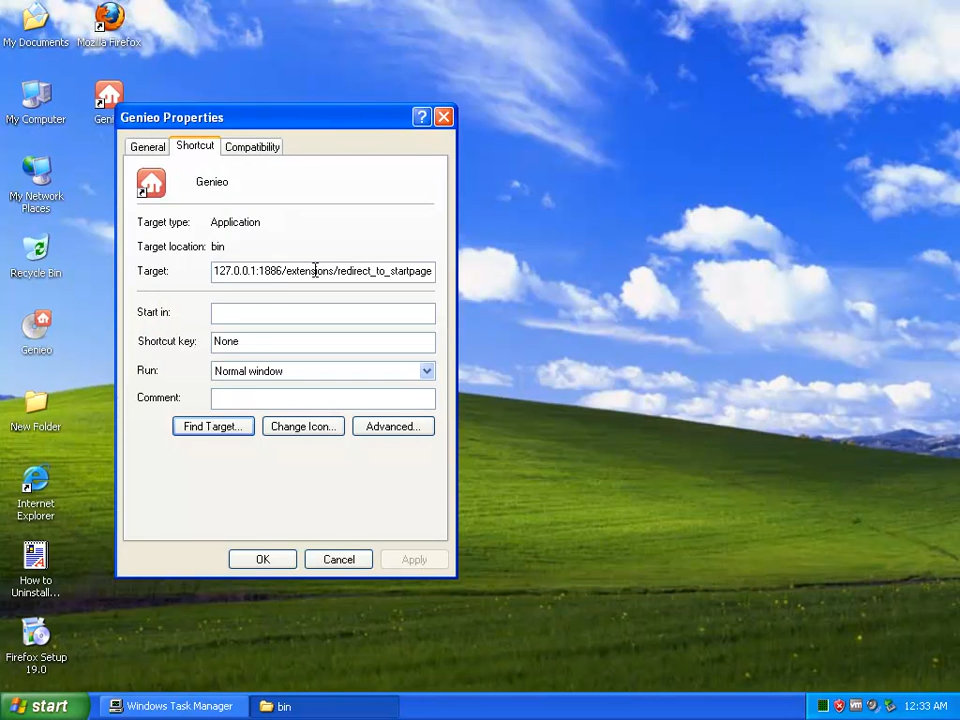 My Documents
Mozilla Firefox
My Computer
My Network
Places
Recycle Bin
Genieo
New Folder
Internet
Explorer
How to
Uninstall...
Firefox Setup
19.0
Genieo Properties
General
Shortcut
Compatibility
Genieo
Target type:
Application
Target location:
bin
Target:
127.0.0.1:1886/extensions/redirect_to_startpage
Start in:
Shortcut key:
None
Run:
Normal window
Comment:
Find Target...
Change Icon...
Advanced...
OK
Cancel
Apply
start
Windows Task Manager
bin
12:33 AM